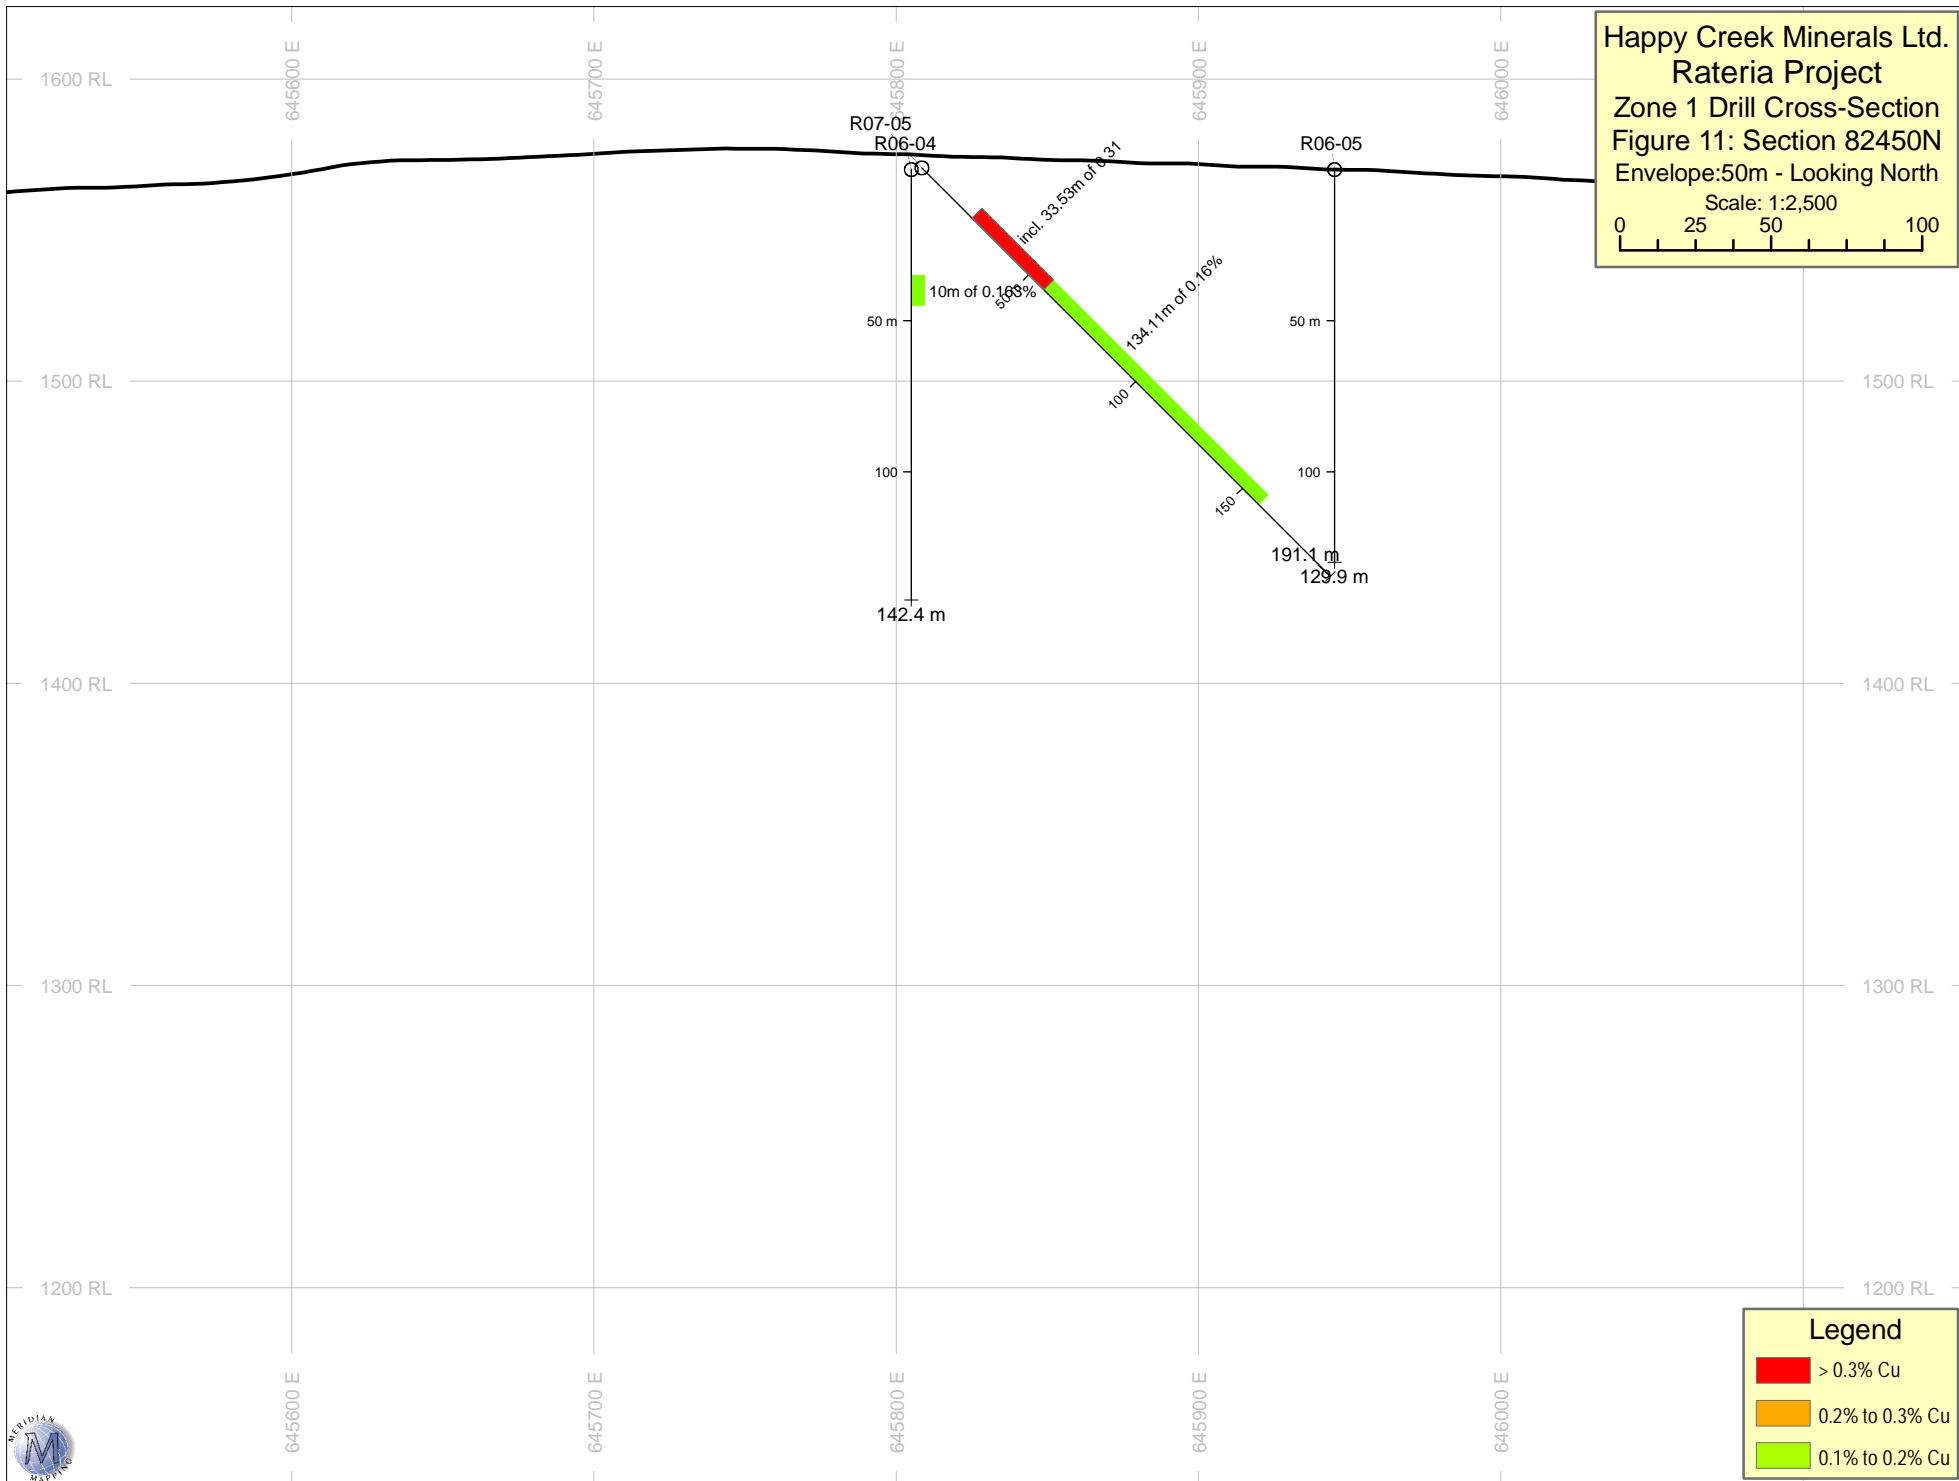 645600 E
645700 E
645800 E
645900 E
646000 E
Happy Creek Minerals Ltd.
Rateria Project
Zone 1 Drill Cross-Section
Figure 11: Section 82450N
Envelope:50m - Looking North
Scale: 1:2,500
0 25 50 100
1600 RL
R07-05
R06-04
R06-05
incl. 33.53m of 0.31
10m of 0.163%
50 m
134.11m of 0.16%
50 m
50 m
1500 RL
1500 RL
100
100
100
150
191.1 m
129.9 m
142.4 m
1400 RL
1400 RL
1300 RL
1300 RL
1200 RL
1200 RL
Legend
> 0.3% Cu
0.2% to 0.3% Cu
0.1% to 0.2% Cu
645600 E
645700 E
645800 E
645900 E
646000 E
MERIDIAN
M
MAPPING